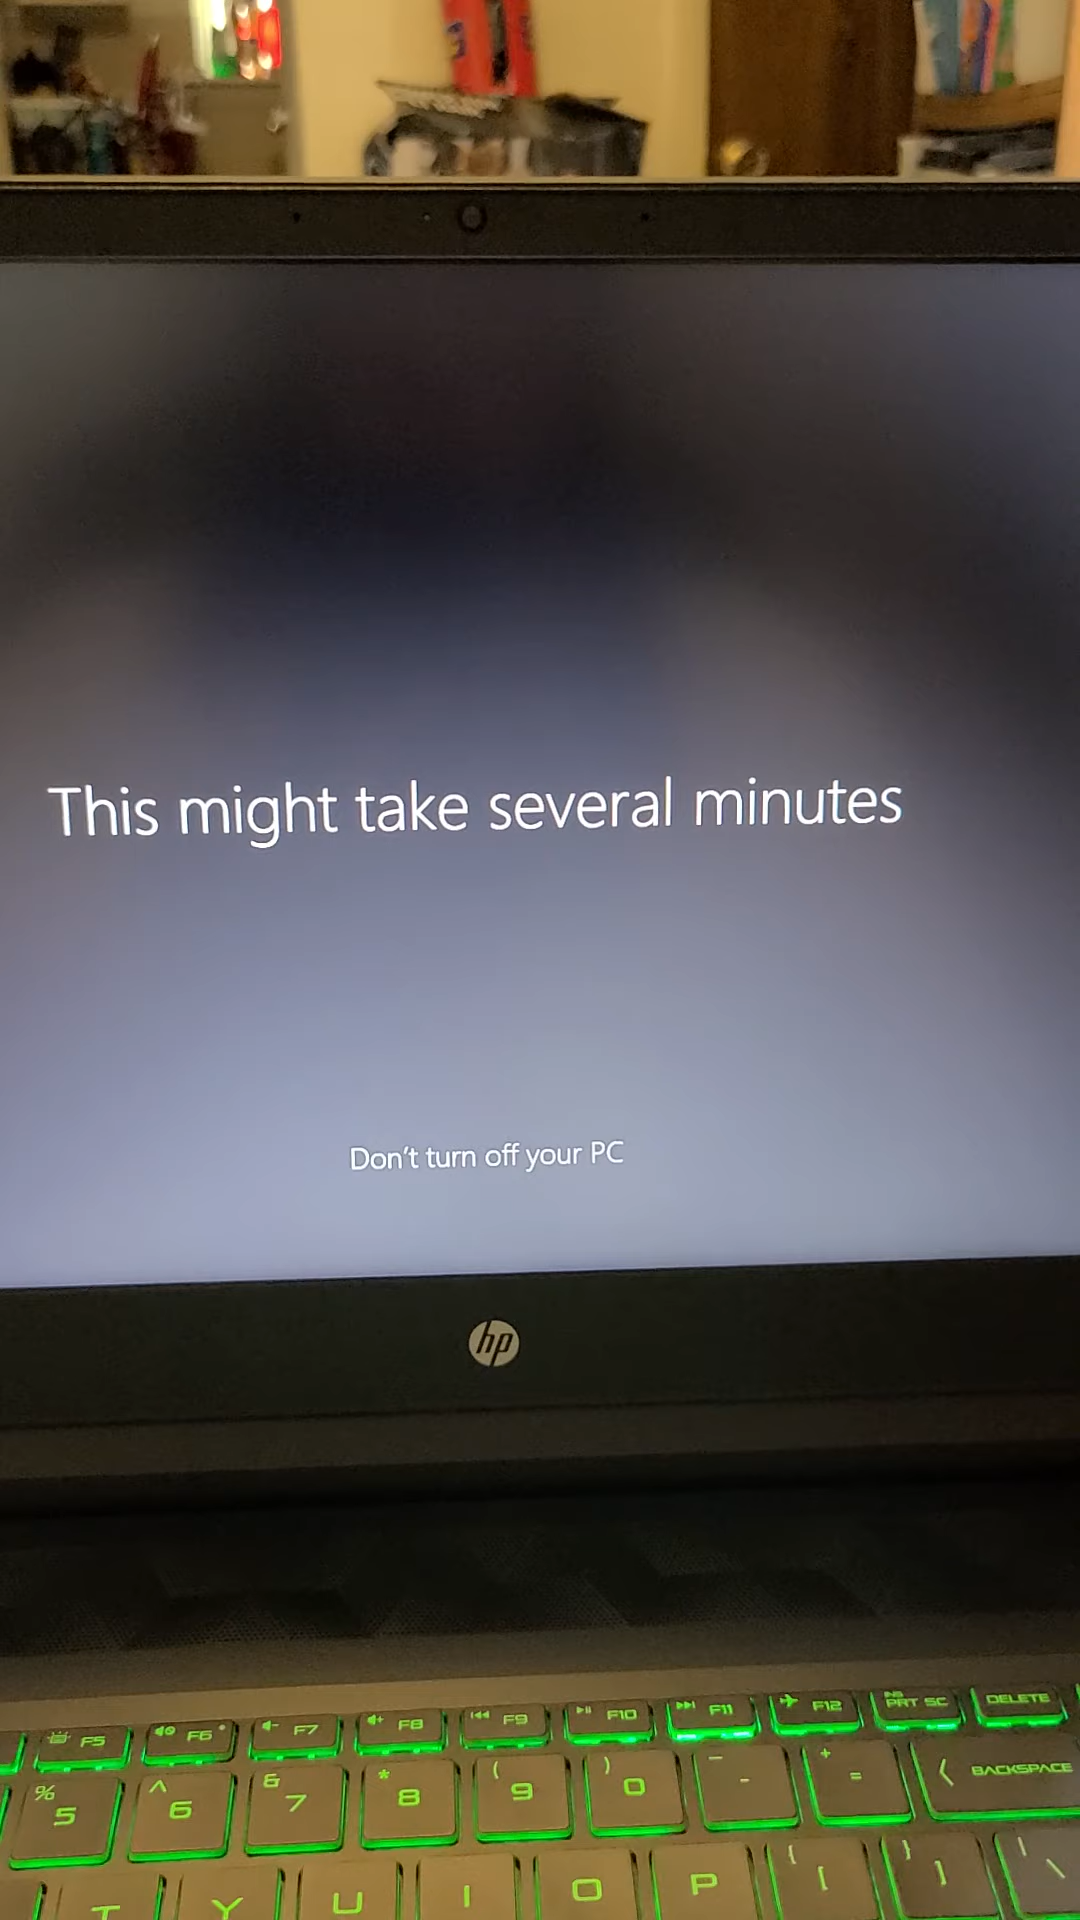 This might take several minutes
Don't turn off your PC
hp
F5 F6 F7 F8 F9 F10 F11 F12 INS PRT SC DELETE
% 5 ^ 6 & 7 * 8 ( 9 ) 0 _ - + = BACKSPACE
T Y U I O P { [ } ] | \